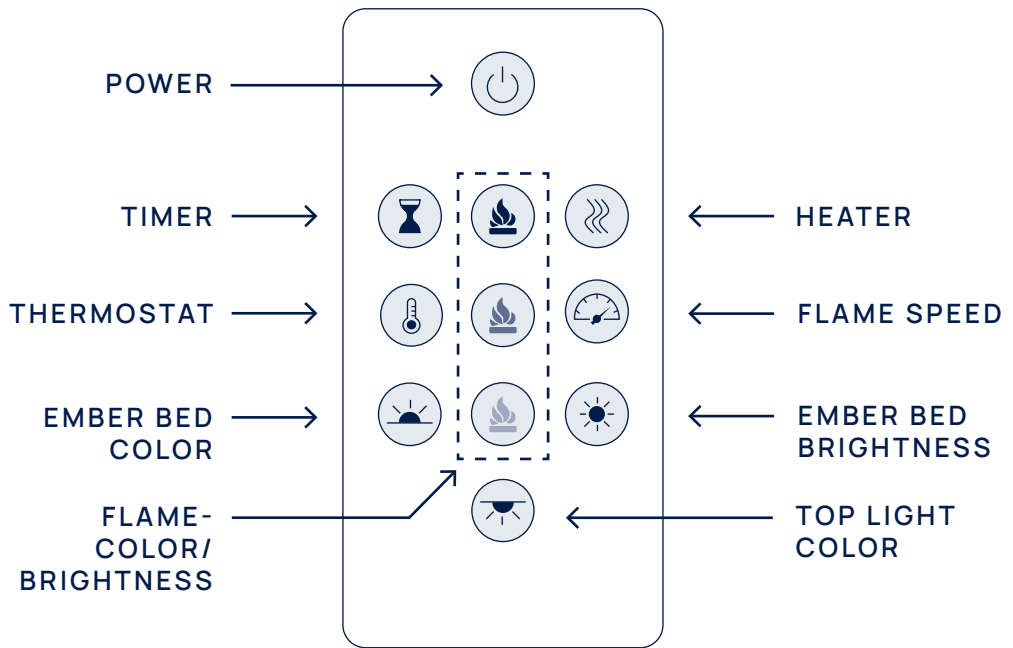 POWER
TIMER
THERMOSTAT
EMBER BED
COLOR
FLAME-
COLOR/
BRIGHTNESS
HEATER
FLAME SPEED
EMBER BED
BRIGHTNESS
TOP LIGHT
COLOR